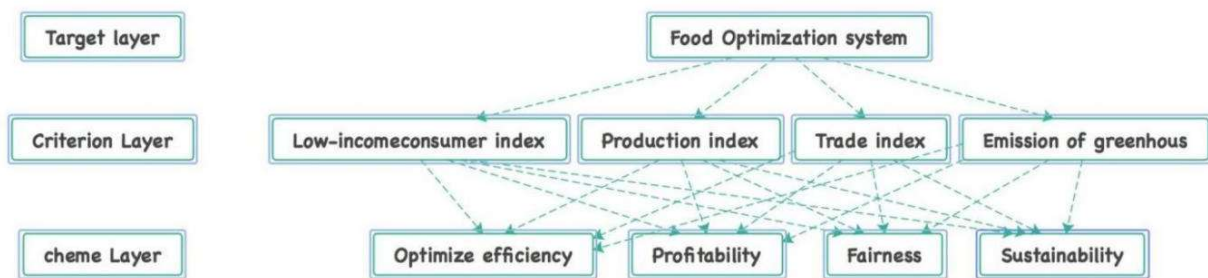 Target layer
Food Optimization system
Criterion Layer
Low-incomeconsumer index
Production index
Trade index
Emission of greenhous
cheme Layer
Optimize efficiency
Profitability
Fairness
Sustainability